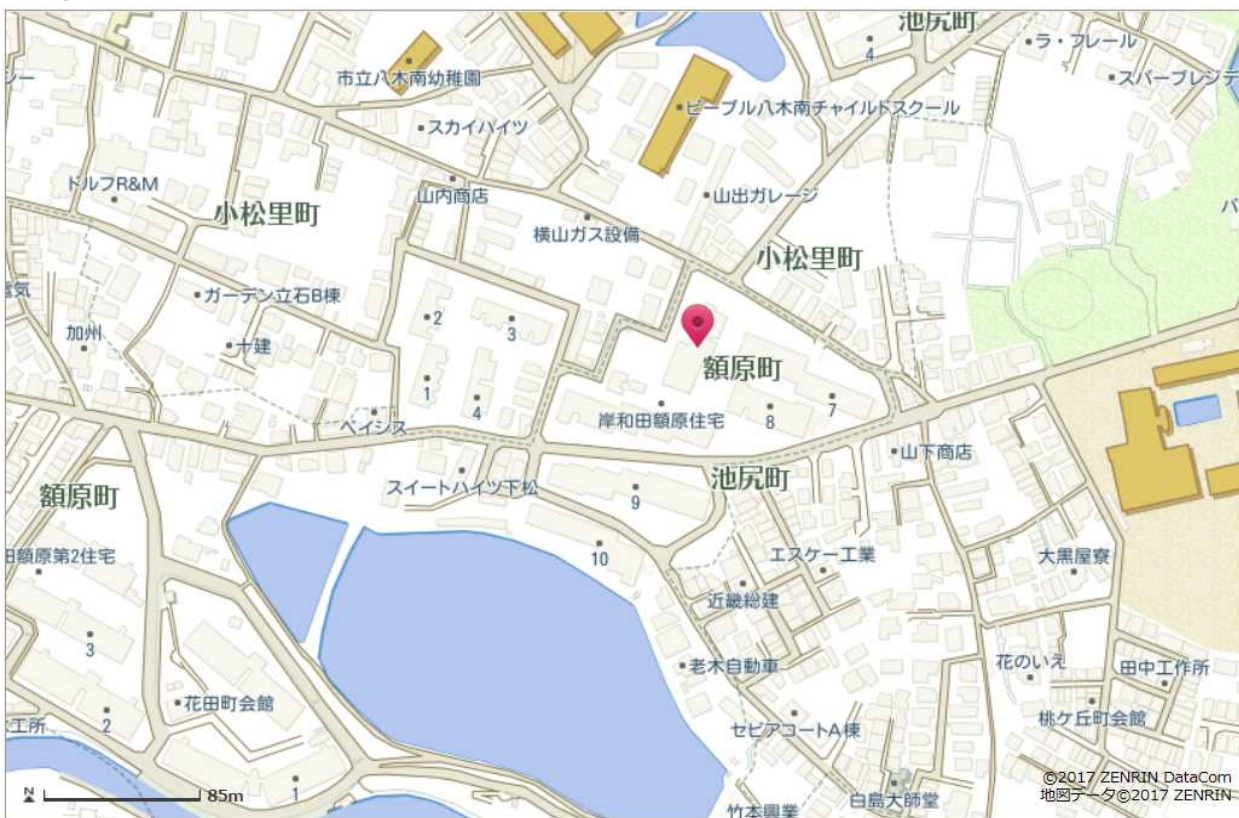 池尻町
4
ラ・フレール
市立八木南幼稚園
スパーブレジデ
シー
ピープル八木南チャイルドスクール
スカイハイツ
ドルフR&M
山内商店
山出ガレージ
小松里町
横山ガス設備
小松里町
ガーデン立石B棟
加州
2
3
十建
額原町
1
4
ベイシス
岸和田額原住宅
8
7
山下商店
池尻町
スイートハイツ下松
9
額原町
田額原第2住宅
10
エスケー工業
大黒屋寮
近畿総建
3
老木自動車
花のいえ
田中工作所
花田町会館
2
工所
セピアコートA棟
桃ケ丘町会館
1
白島大師堂
竹本興業
N
85m
©2017 ZENRIN DataCom
地図データ©2017 ZENRIN